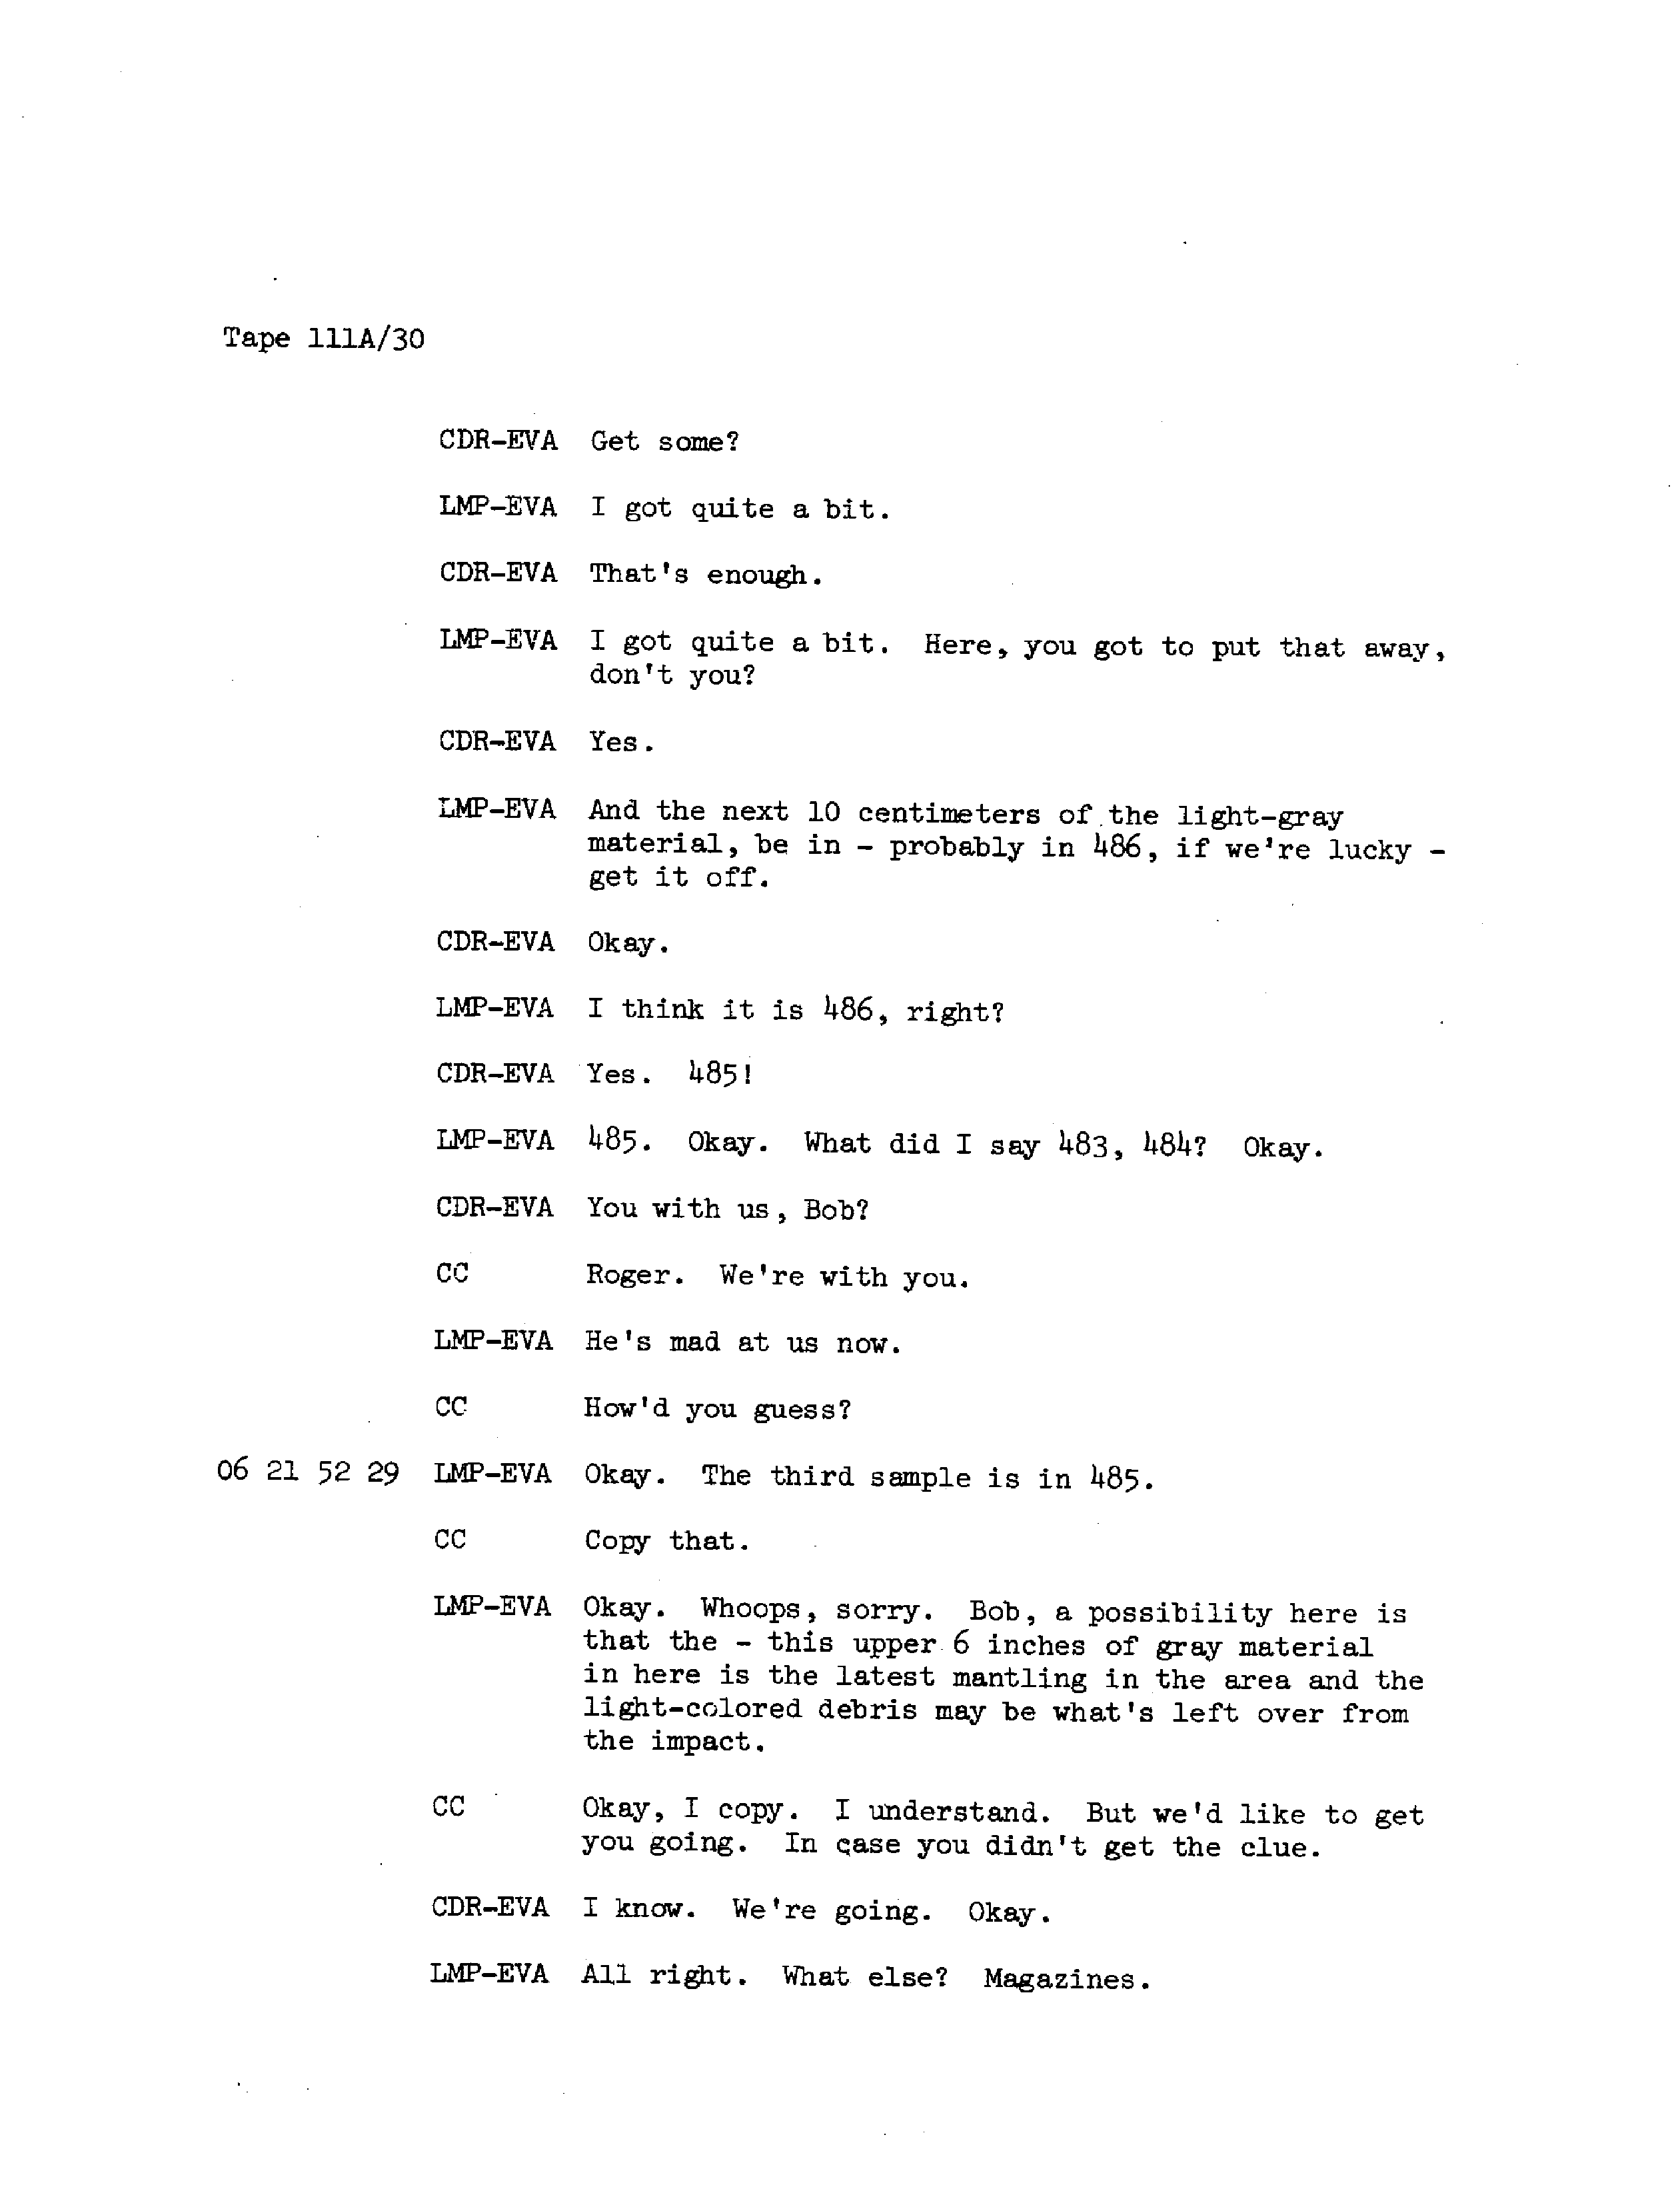 Tape 111A/30
CDR-EVA Get some?
LMP-EVA I got quite a bit.
CDR-EVA That's enough.
LMP-EVA I got quite a bit. Here, you got to put that away,
don't you?
CDR-EVA Yes.
LMP-EVA And the next 10 centimeters of the light-gray
material, be in - probably in 486, if we're lucky -
get it off.
CDR-EVA Okay.
LMP-EVA I think it is 486, right?
CDR-EVA Yes. 485!
LMP-EVA 485. Okay. What did I say 483, 484? Okay.
CDR-EVA You with us, Bob?
CC Roger. We're with you.
LMP-EVA He's mad at us now.
CC How'd you guess?
06 21 52 29 LMP-EVA Okay. The third sample is in 485.
CC Copy that.
LMP-EVA Okay. Whoops, sorry. Bob, a possibility here is
that the - this upper 6 inches of gray material
in here is the latest mantling in the area and the
light-colored debris may be what's left over from
the impact.
CC Okay, I copy. I understand. But we'd like to get
you going. In case you didn't get the clue.
CDR-EVA I know. We're going. Okay.
LMP-EVA All right. What else? Magazines.